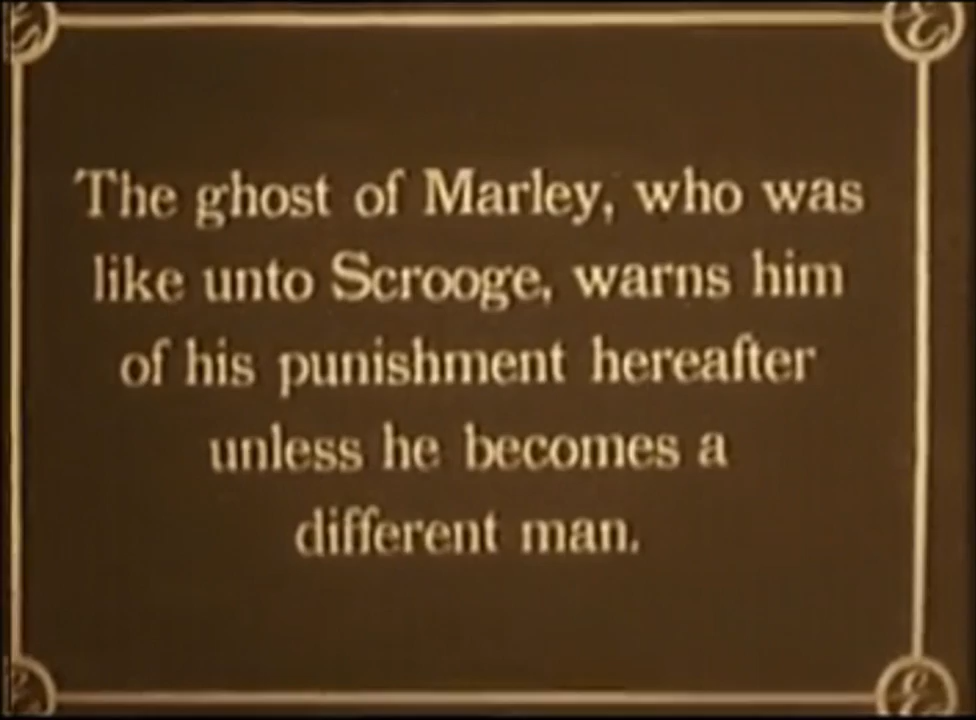 The ghost of Marley, who was
like unto Scrooge, warns him
of his punishment hereafter
unless he becomes a
different man.